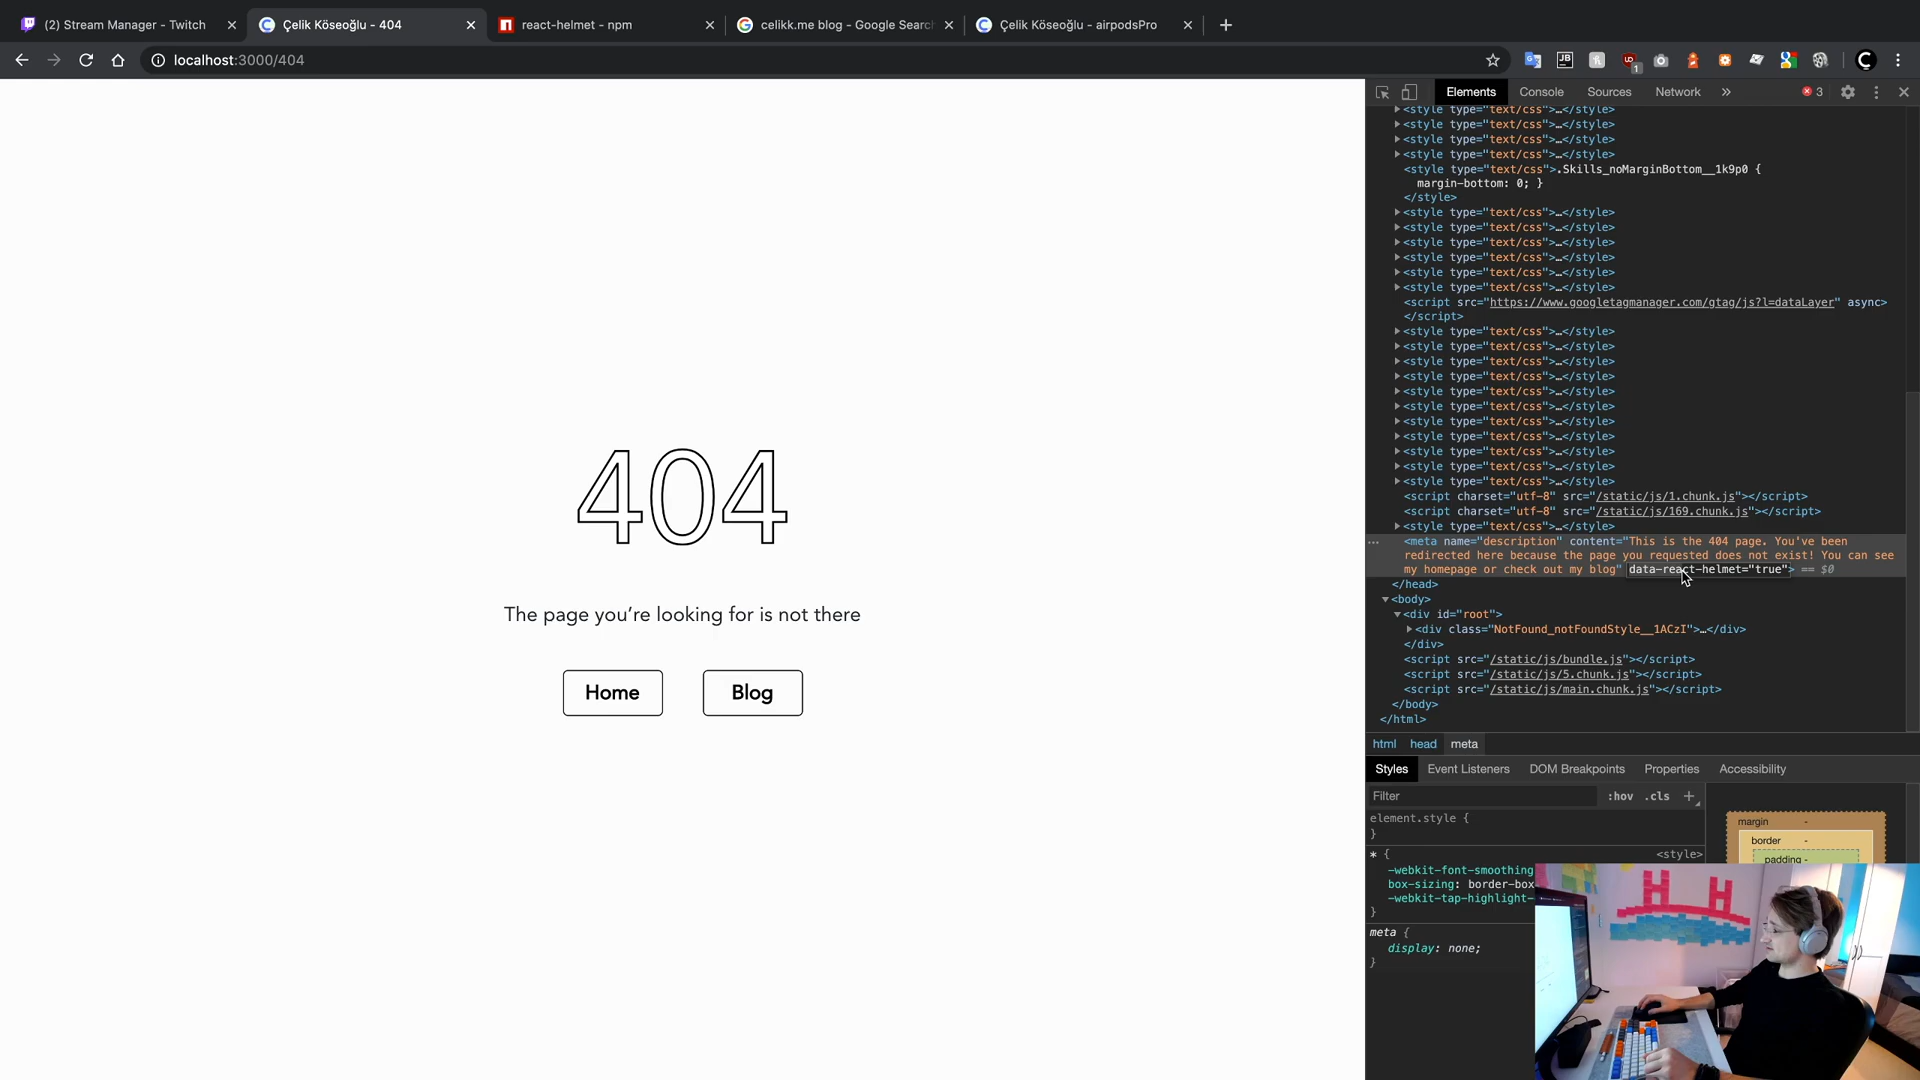 (2) Stream Manager - Twitch
Çelik Köseoğlu - 404
react-helmet - npm
celikk.me blog - Google Searc
Çelik Köseoğlu - airpodsPro
localhost:3000/404
Elements
Console
Sources
Network
3
<style type="text/css">…</style>
<style type="text/css">…</style>
<style type="text/css">…</style>
<style type="text/css">…</style>
<style type="text/css">.Skills_noMarginBottom__1k9p0 {
margin-bottom: 0; }
</style>
<style type="text/css">…</style>
<style type="text/css">…</style>
<style type="text/css">…</style>
<style type="text/css">…</style>
<style type="text/css">…</style>
<style type="text/css">…</style>
<script src="https://www.googletagmanager.com/gtag/js?l=dataLayer" async>
</script>
<style type="text/css">…</style>
<style type="text/css">…</style>
<style type="text/css">…</style>
<style type="text/css">…</style>
<style type="text/css">…</style>
<style type="text/css">…</style>
<style type="text/css">…</style>
<style type="text/css">…</style>
<style type="text/css">…</style>
<style type="text/css">…</style>
<style type="text/css">…</style>
<script charset="utf-8" src="/static/js/1.chunk.js"></script>
<script charset="utf-8" src="/static/js/169.chunk.js"></script>
<style type="text/css">…</style>
<meta name="description" content="This is the 404 page. You've been
redirected here because the page you requested does not exist! You can see
my homepage or check out my blog" data-react-helmet="true"> == $0
</head>
<body>
<div id="root">
<div class="NotFound_notFoundStyle__1ACzI">…</div>
</div>
<script src="/static/js/bundle.js"></script>
<script src="/static/js/5.chunk.js"></script>
<script src="/static/js/main.chunk.js"></script>
</body>
</html>
html
head
meta
Styles
Event Listeners
DOM Breakpoints
Properties
Accessibility
Filter
:hov
.cls
element.style {
}
* {
<style>
-webkit-font-smoothing
box-sizing: border-box
-webkit-tap-highlight-
}
meta {
display: none;
}
margin
-
border
-
padding -
404
The page you’re looking for is not there
Home
Blog